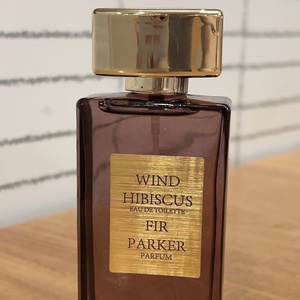 WIND
HIBISCUS
EAU DE TOILETTE
FIR
PARKER
PARFUM